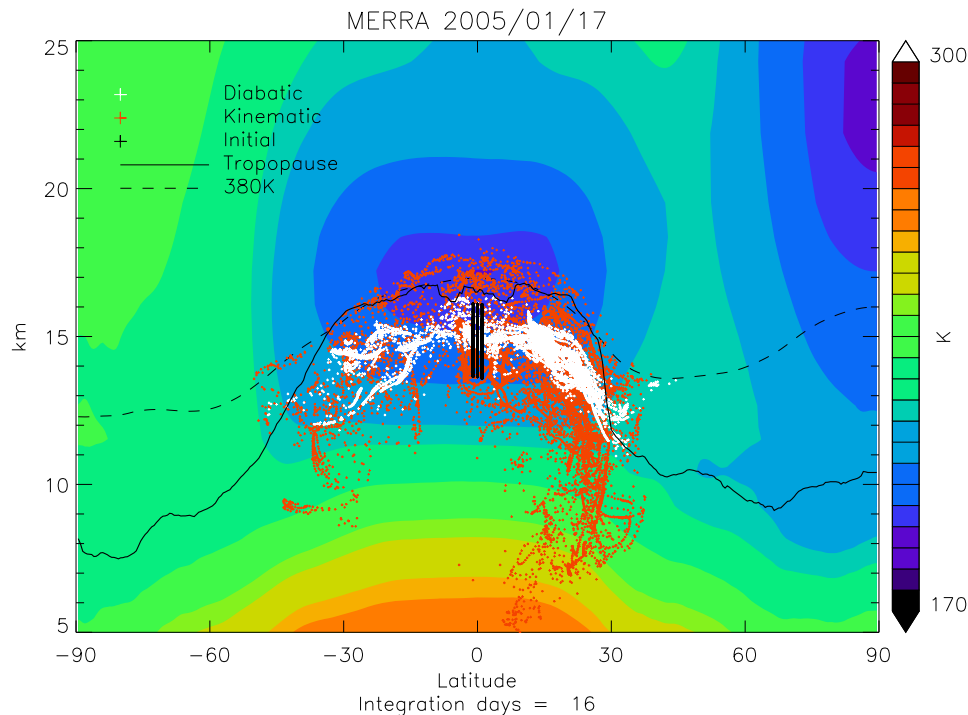 MERRA 2005/01/17
Diabatic
Kinematic
Initial
Tropopause
380K
25
20
15
10
5
km
-90 -60 -30 0 30 60 90
Latitude
Integration days = 16
300
K
170